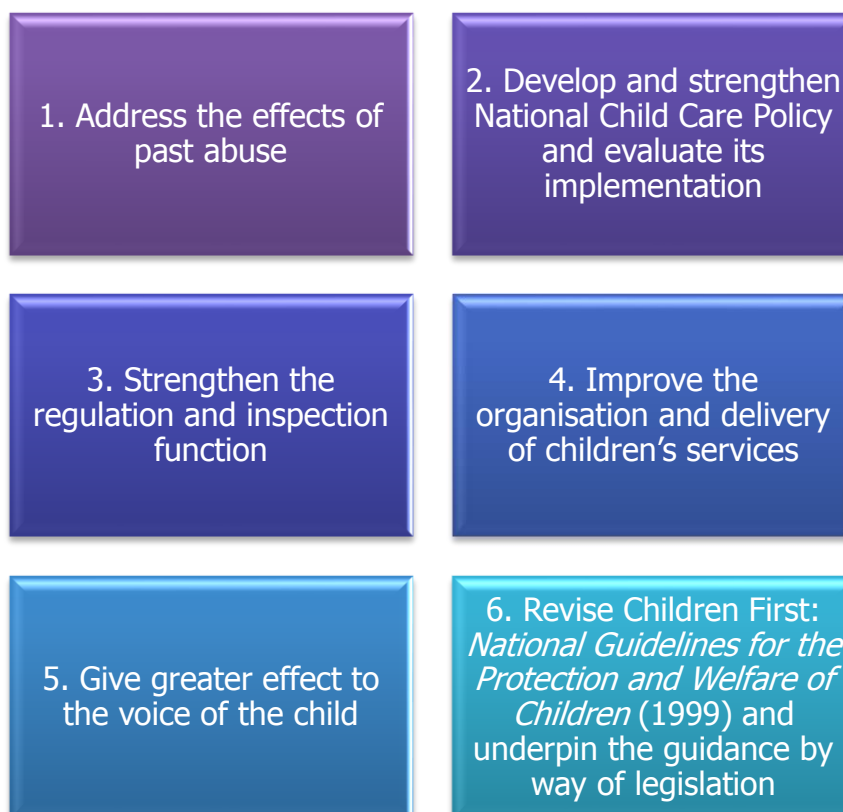 1. Address the effects of
past abuse
2. Develop and strengthen
National Child Care Policy
and evaluate its
implementation
3. Strengthen the
regulation and inspection
function
4. Improve the
organisation and delivery
of children’s services
5. Give greater effect to
the voice of the child
6. Revise Children First:
National Guidelines for the
Protection and Welfare of
Children (1999) and
underpin the guidance by
way of legislation